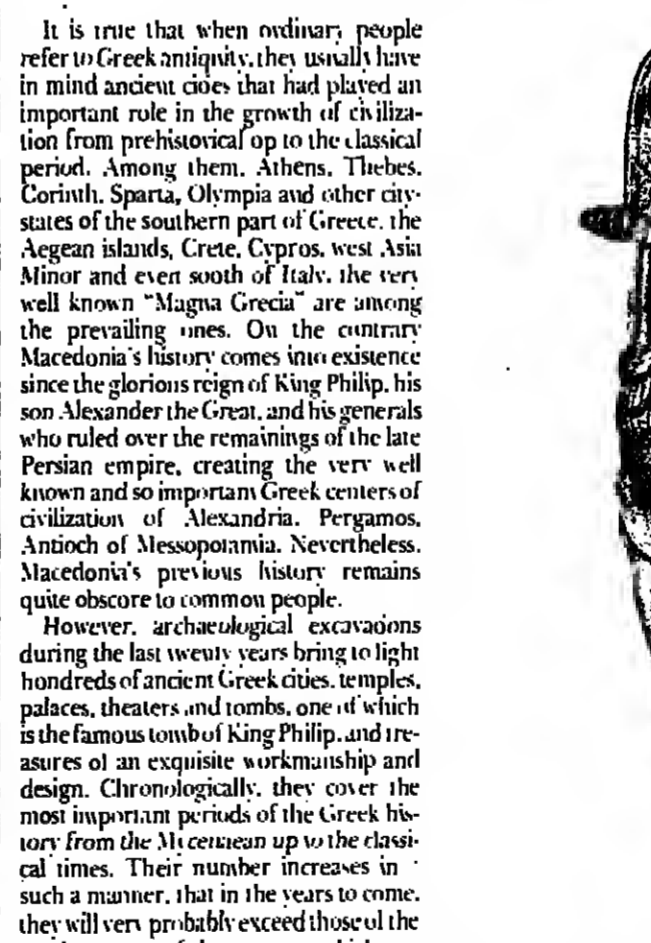 It is true that when ordinary people
refer to Greek antiquity, they usually have
in mind ancient cities that had played an
important role in the growth of civiliza-
tion from prehistorical up to the classical
period. Among them, Athens, Thebes,
Corinth, Sparta, Olympia and other city-
states of the southern part of Greece, the
Aegean islands, Crete, Cypros, west Asia
Minor and even south of Italy, the very
well known "Magna Grecia" are among
the prevailing ones. On the contrary
Macedonia's history comes into existence
since the glorious reign of King Philip, his
son Alexander the Great, and his generals
who ruled over the remainings of the late
Persian empire, creating the very well
known and so important Greek centers of
civilization of Alexandria, Pergamos,
Antioch of Messopotamia. Nevertheless,
Macedonia's previous history remains
quite obscore to common people.
However, archaeological excavations
during the last twenty years bring to light
hondreds of ancient Greek cities, temples,
palaces, theaters and tombs, one of which
is the famous tomb of King Philip, and tre-
asures of an exquisite workmanship and
design. Chronologically, they cover the
most important periods of the Greek his-
tory from the Micennean up to the classi-
cal times. Their number increases in
such a manner, that in the years to come,
they will very probably exceed those of the